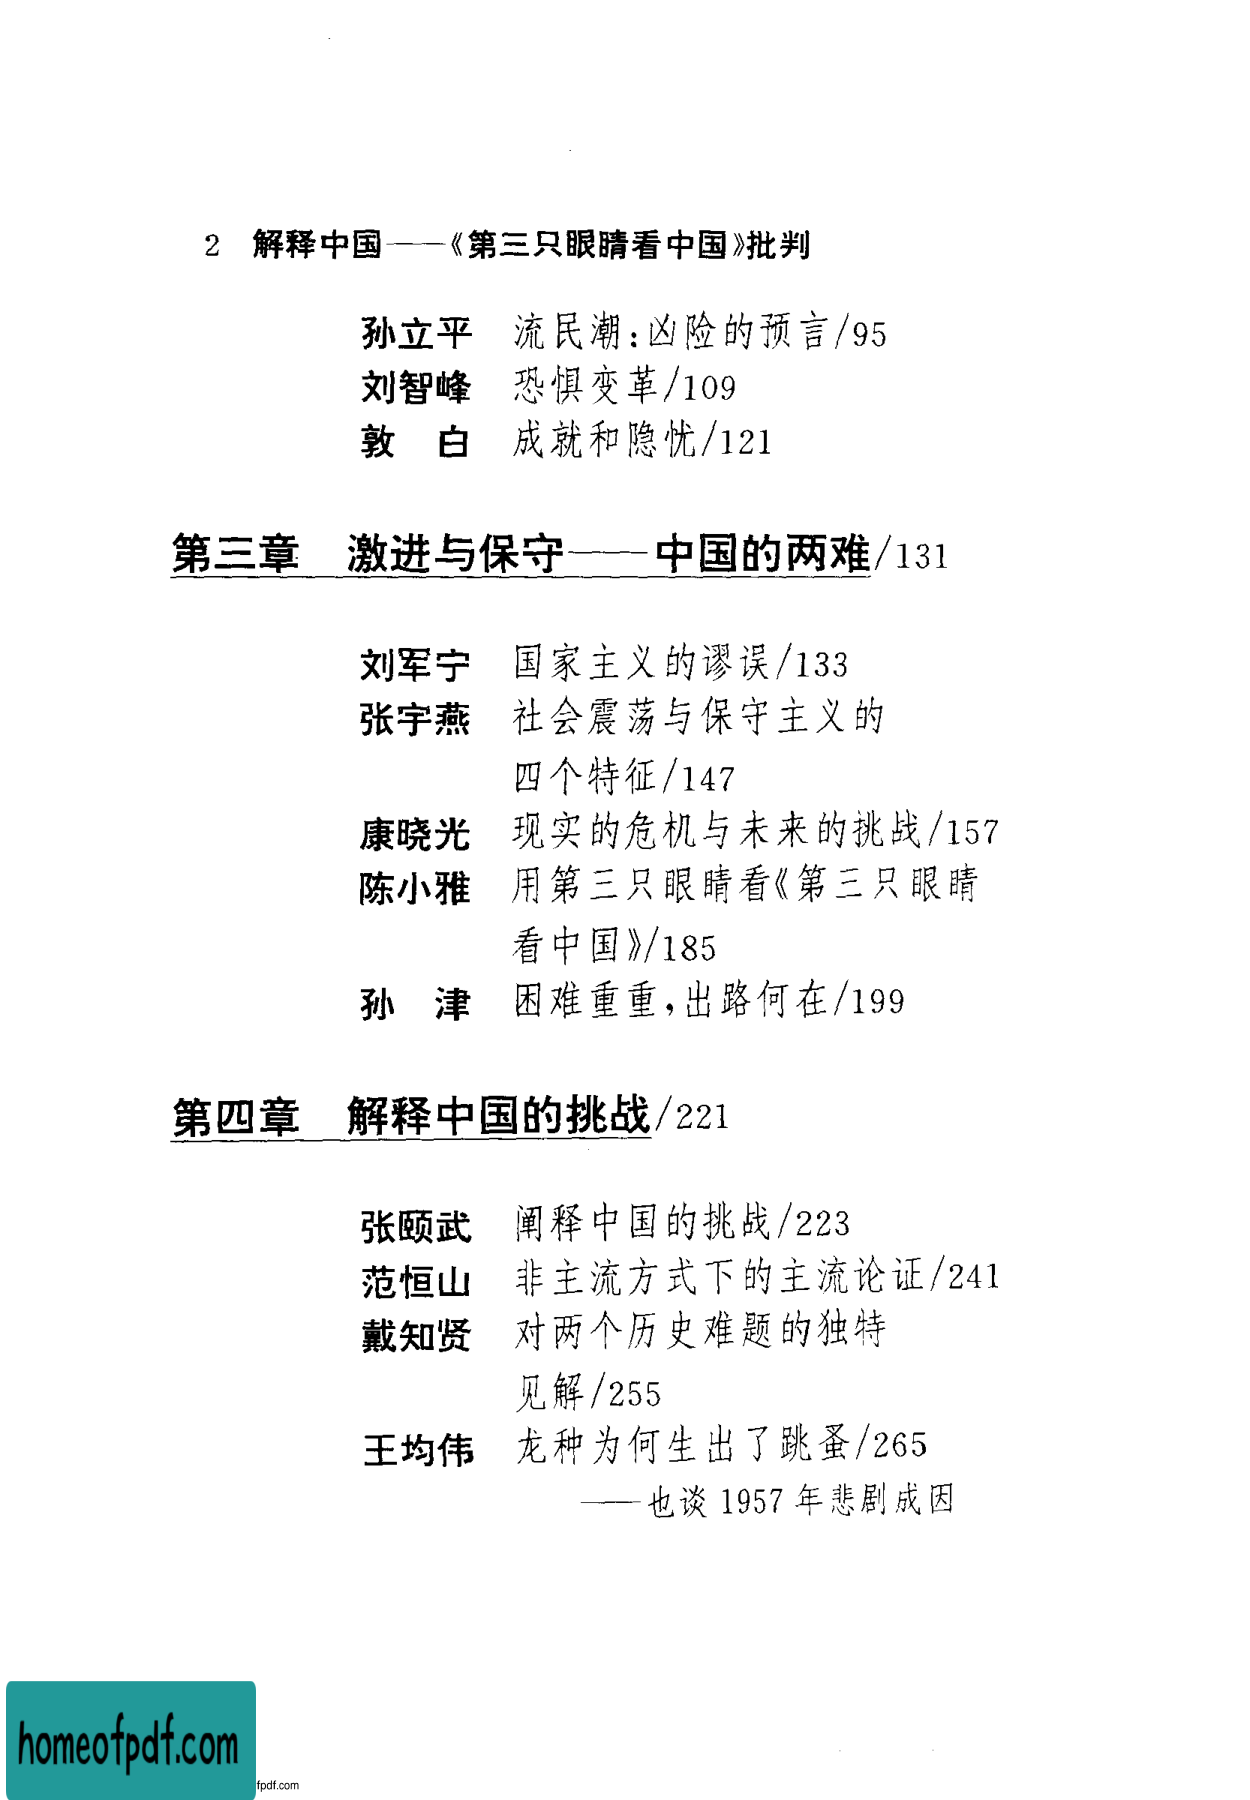 2 解释中国——《第三只眼睛看中国》批判
孙立平 流民潮:凶险的预言/95
刘智峰 恐惧变革/109
敦 白 成就和隐忧/121
第三章 激进与保守——中国的两难/131
刘军宁 国家主义的谬误/133
张宇燕 社会震荡与保守主义的
四个特征/147
康晓光 现实的危机与未来的挑战/157
陈小雅 用第三只眼睛看《第三只眼睛
看中国》/185
孙 津 困难重重,出路何在/199
第四章 解释中国的挑战/221
张颐武 阐释中国的挑战/223
范恒山 非主流方式下的主流论证/241
戴知贤 对两个历史难题的独特
见解/255
王均伟 龙种为何生出了跳蚤/265
——也谈 1957 年悲剧成因
homeofpdf.com
fpdf.com